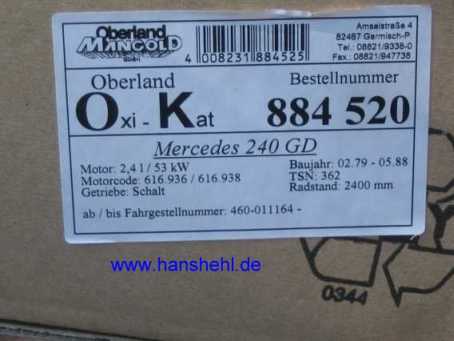 Oberland
MANGOLD
GmbH
4 008231 884525
Amselstraße 4
82467 Garmisch-P
Tel.: 08821/9338-0
Fax.: 08821/947738
Oberland
Oxi - Kat
Bestellnummer
884 520
Mercedes 240 GD
Motor: 2,4 l / 53 kW
Motorcode: 616.936 / 616.938
Getriebe: Schalt
Baujahr: 02.79 - 05.88
TSN: 362
Radstand: 2400 mm
ab / bis Fahrgestellnummer: 460-011164 -
www.hanshehl.de
0344